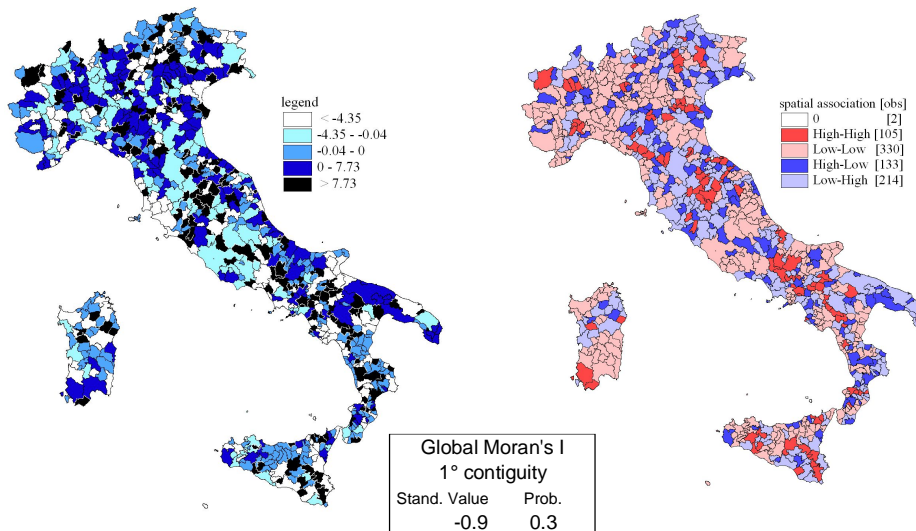 legend
< -4.35
-4.35 - -0.04
-0.04 - 0
0 - 7.73
> 7.73
spatial association [obs]
0 [2]
High-High [105]
Low-Low [330]
High-Low [133]
Low-High [214]
Global Moran's I
1° contiguity
Stand. Value Prob.
-0.9 0.3